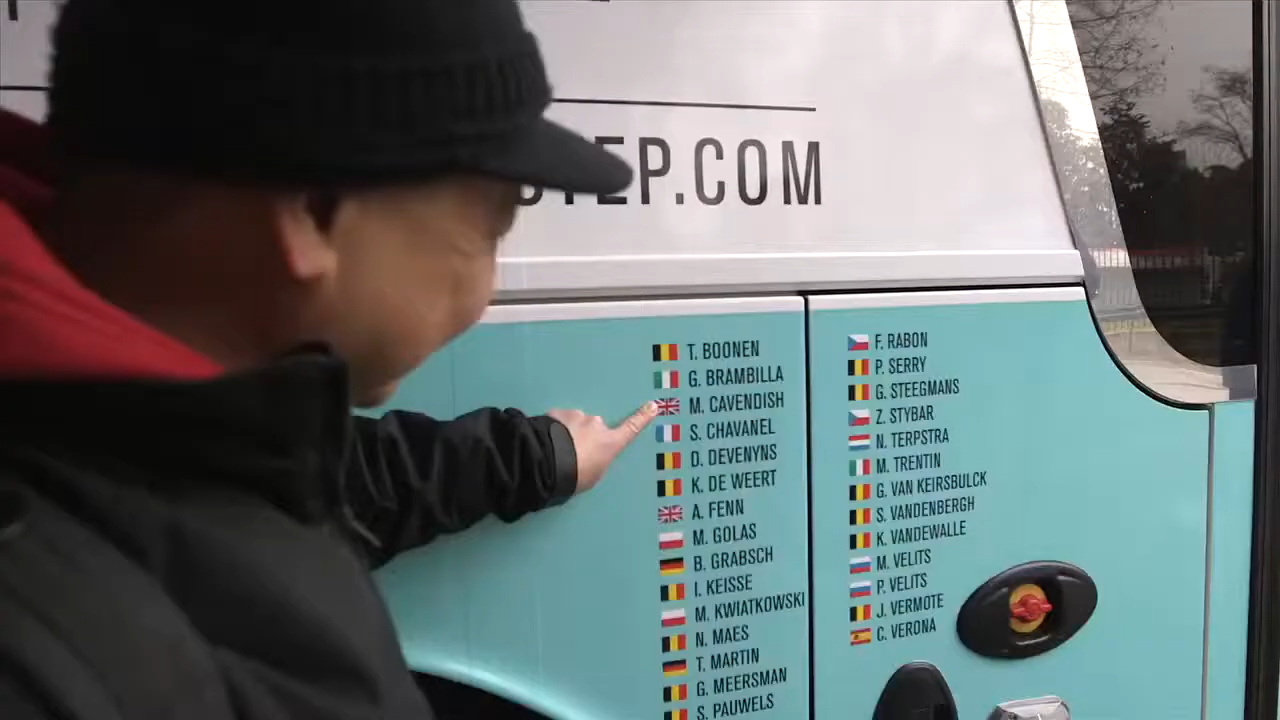 STEP.COM
T. BOONEN
G. BRAMBILLA
M. CAVENDISH
S. CHAVANEL
D. DEVENYNS
K. DE WEERT
A. FENN
M. GOLAS
B. GRABSCH
I. KEISSE
M. KWIATKOWSKI
N. MAES
T. MARTIN
G. MEERSMAN
S. PAUWELS
F. RABON
P. SERRY
G. STEEGMANS
Z. STYBAR
N. TERPSTRA
M. TRENTIN
G. VAN KEIRSBULCK
S. VANDENBERGH
K. VANDEWALLE
M. VELITS
P. VELITS
J. VERMOTE
C. VERONA